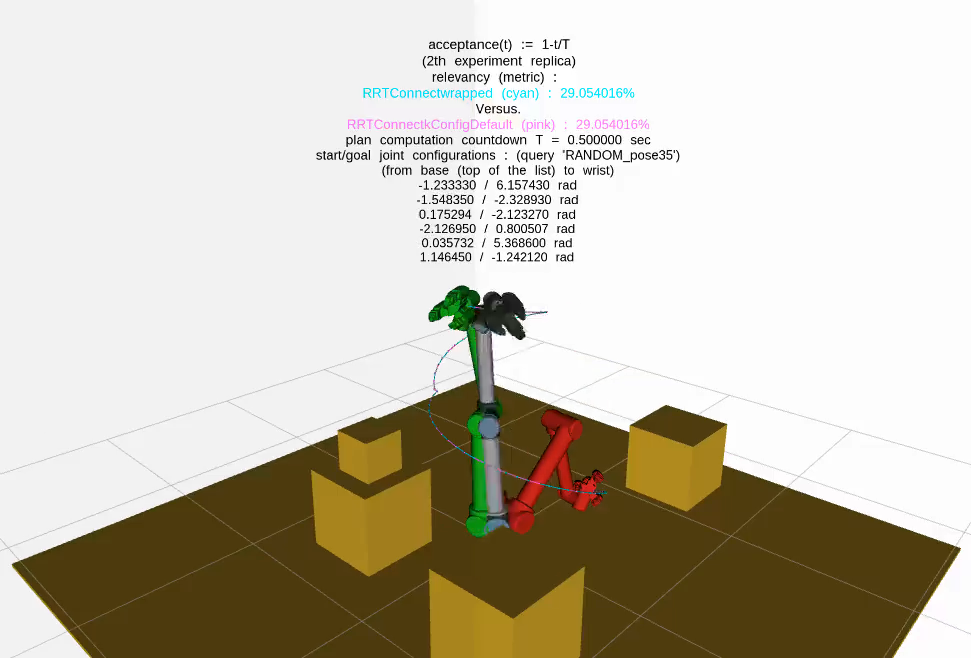 acceptance(t) := 1-t/T
(2th experiment replica)
relevancy (metric) :
RRTConnectwrapped (cyan) : 29.054016%
Versus.
RRTConnectkConfigDefault (pink) : 29.054016%
plan computation countdown T = 0.500000 sec
start/goal joint configurations : (query 'RANDOM_pose35')
(from base (top of the list) to wrist)
-1.233330 / 6.157430 rad
-1.548350 / -2.328930 rad
0.175294 / -2.123270 rad
-2.126950 / 0.800507 rad
0.035732 / 5.368600 rad
1.146450 / -1.242120 rad